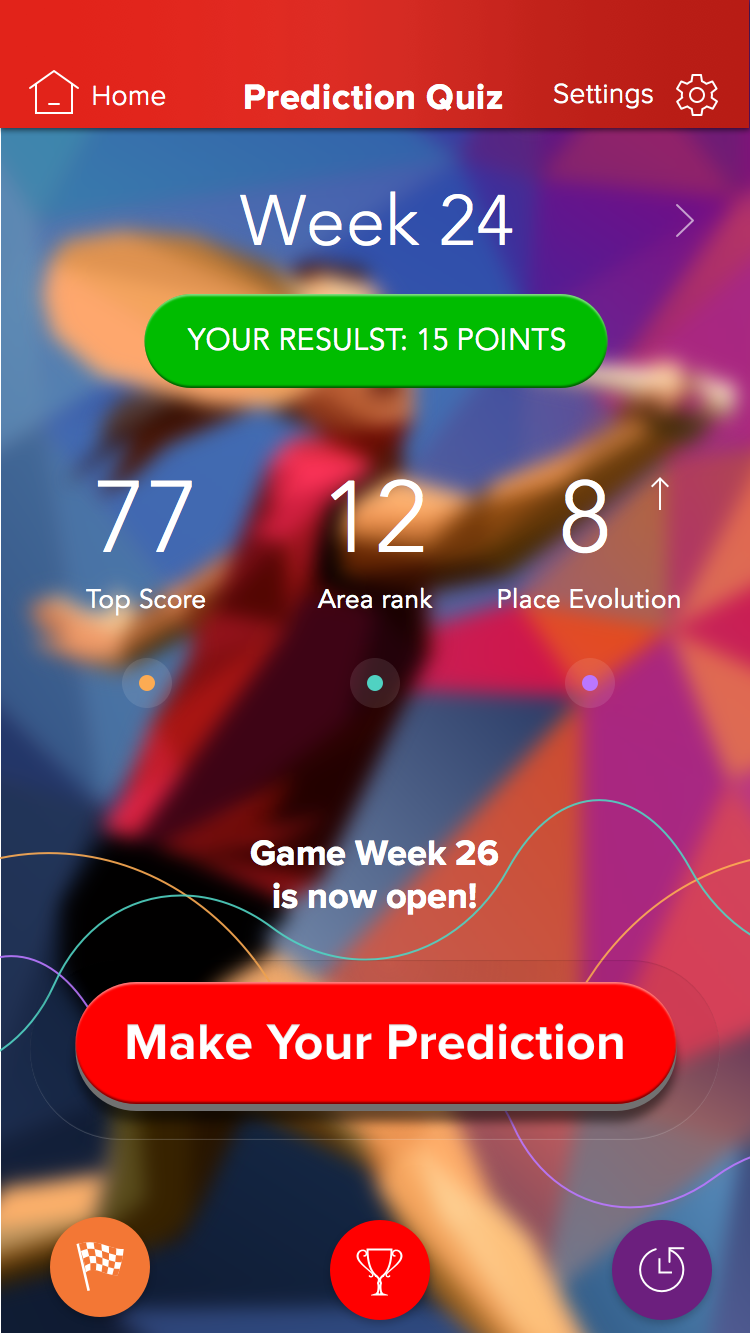 Home Prediction Quiz Settings
Week 24
YOUR RESULST: 15 POINTS
77 12 8
Top Score Area rank Place Evolution
Game Week 26
is now open!
Make Your Prediction